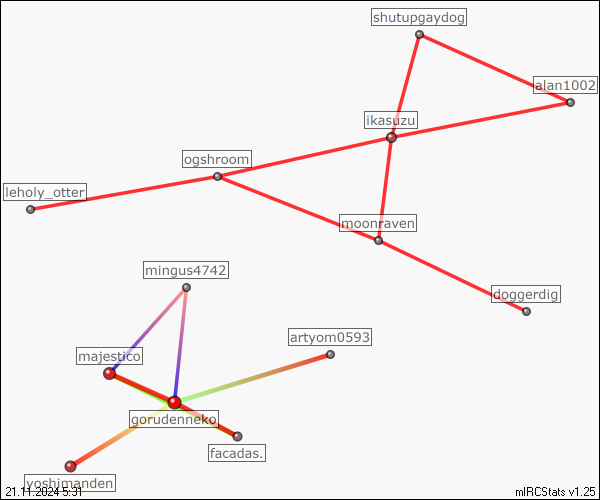 shutupgaydog
alan1002
ikasuzu
ogshroom
leholy_otter
moonraven
mingus4742
doggerdig
artyom0593
majestico
gorudenneko
facadas.
yoshimanden
21.11.2024 5:31
mIRCStats v1.25